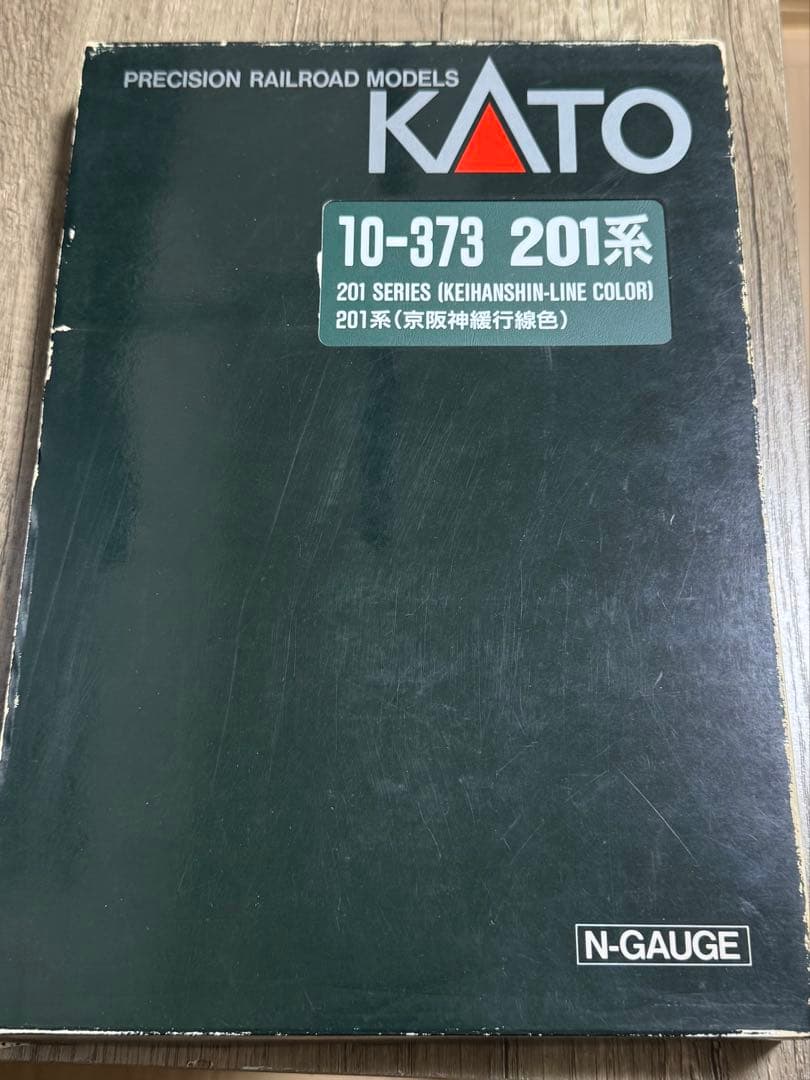 PRECISION RAILROAD MODELS
KATO
10-373 201系
201 SERIES (KEIHANSHIN-LINE COLOR)
201系(京阪神緩行線色)
N-GAUGE